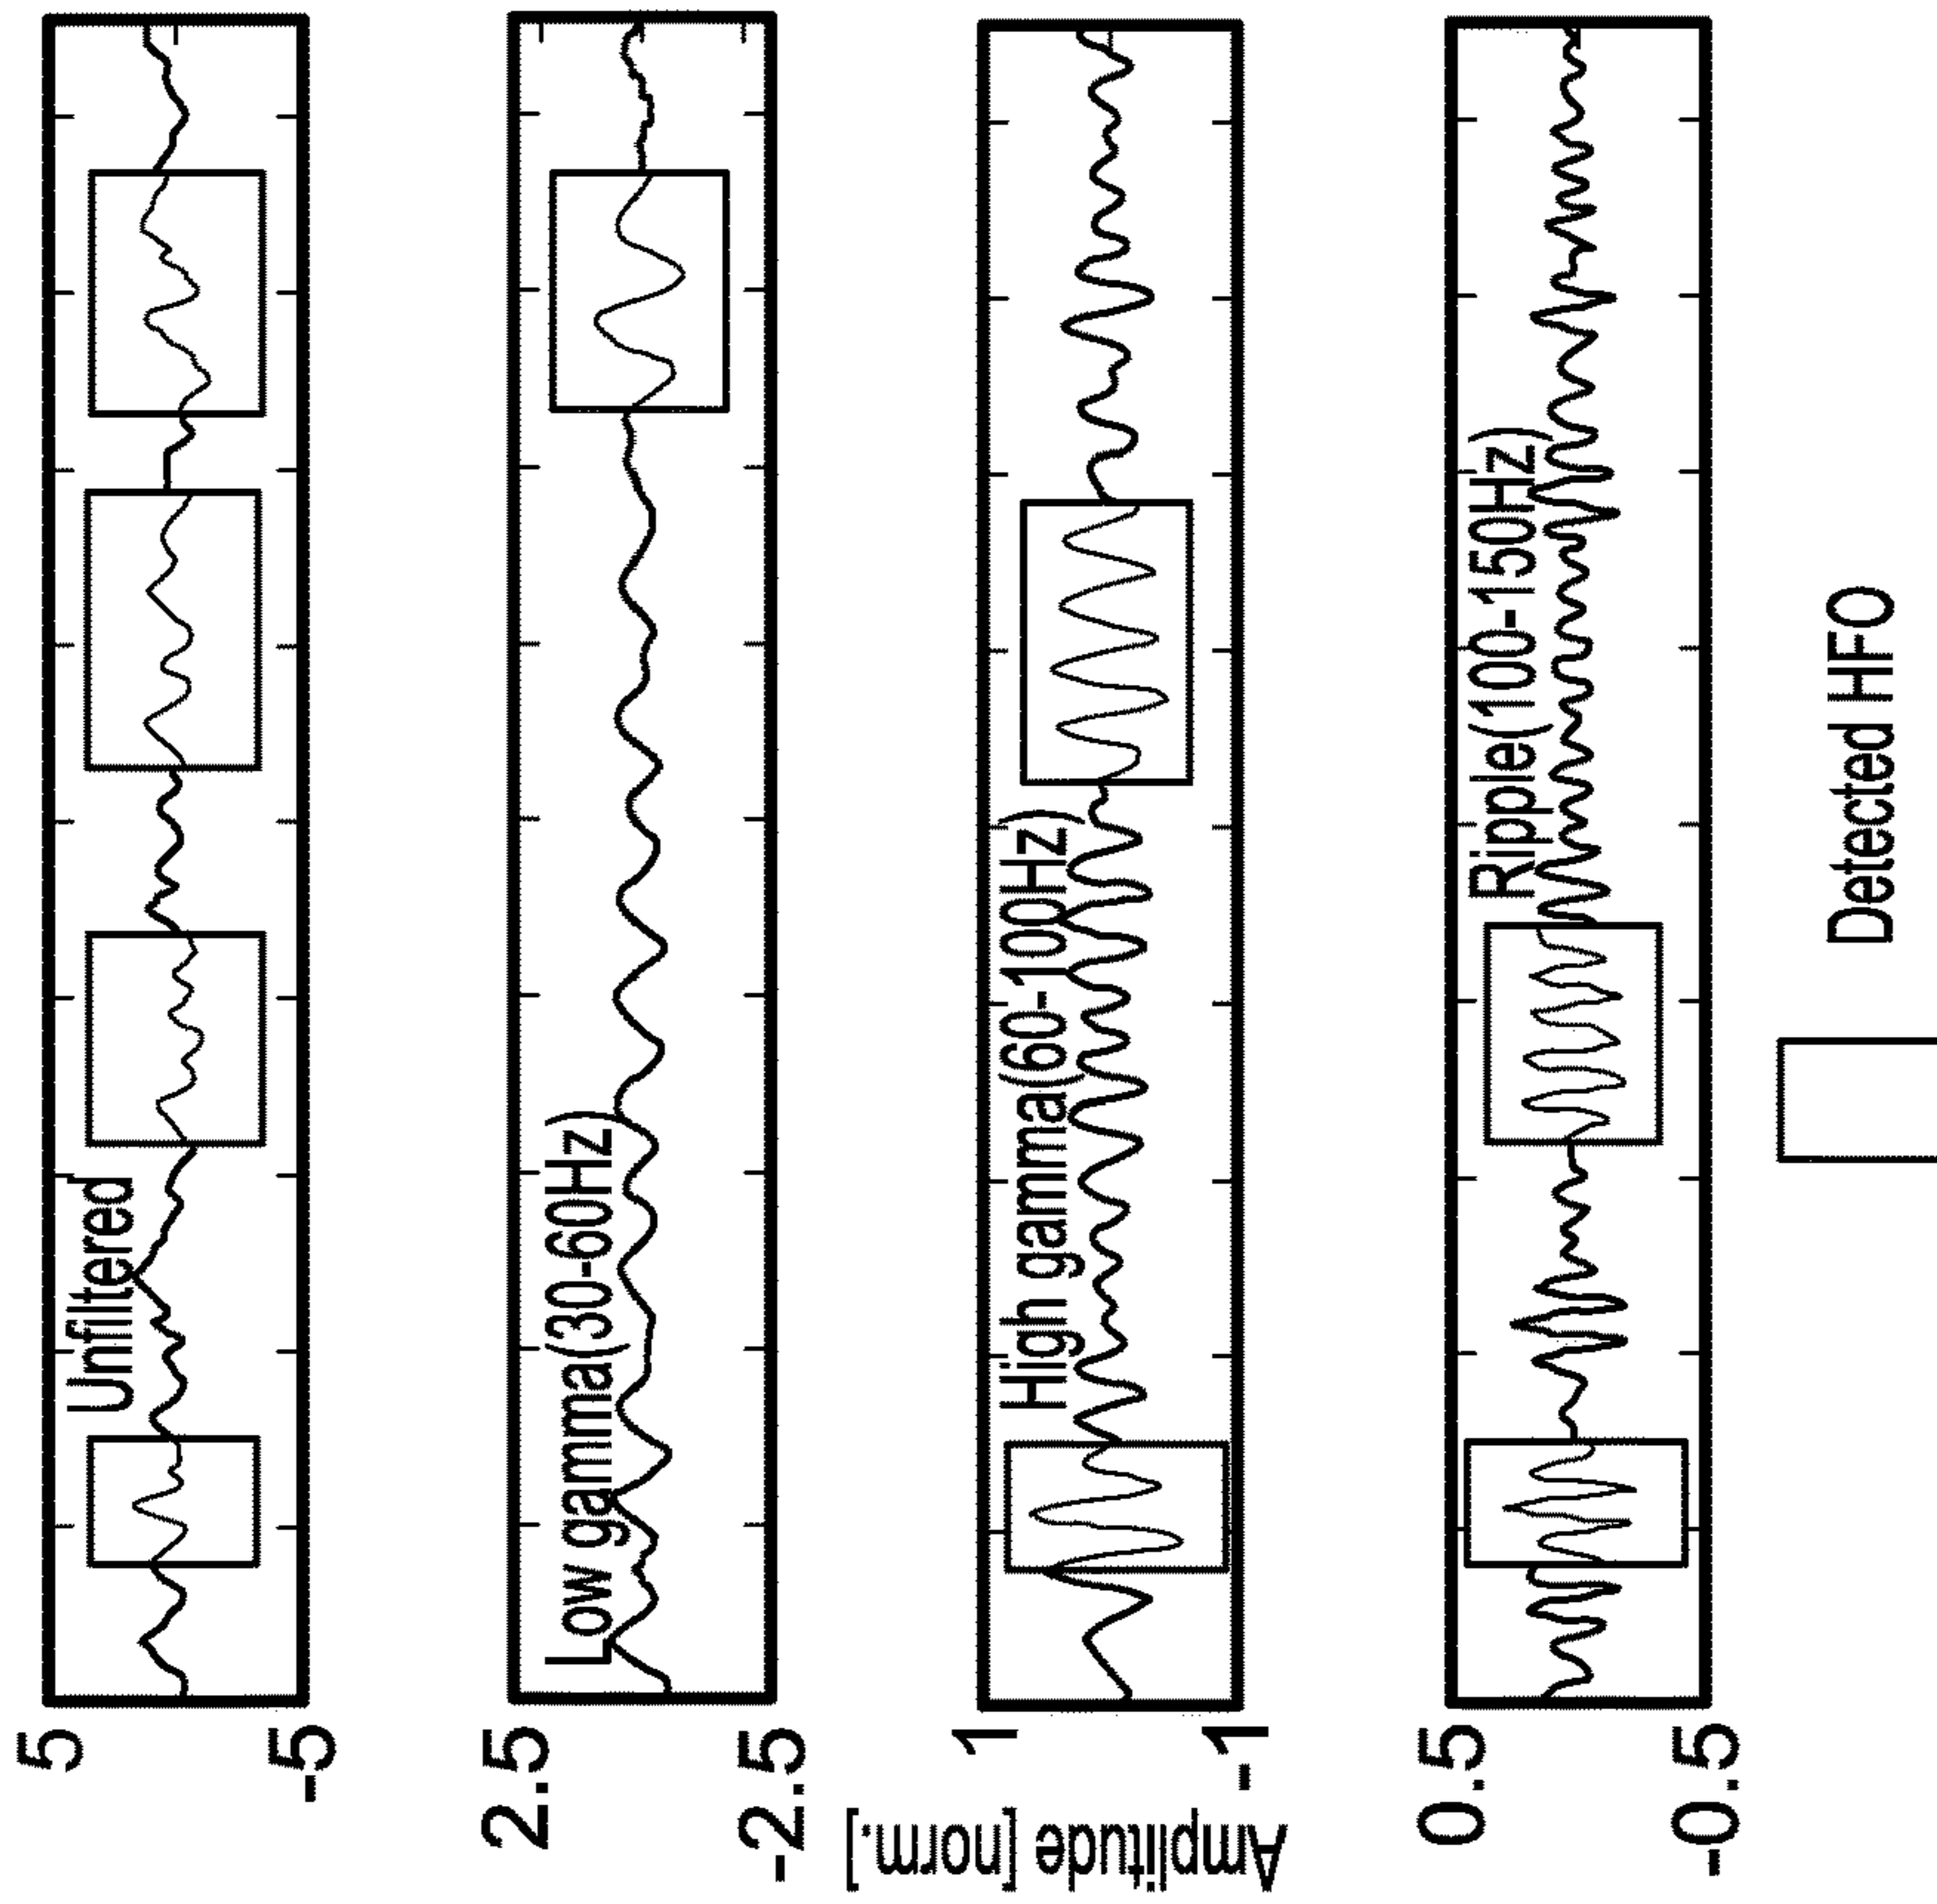 5
Unfiltered
-5
2.5
Low gamma(30-60Hz)
-2.5
Amplitude [norm.]
1
High gamma(60-100Hz)
-1
0.5
Ripple(100-150Hz)
-0.5
Detected HFO